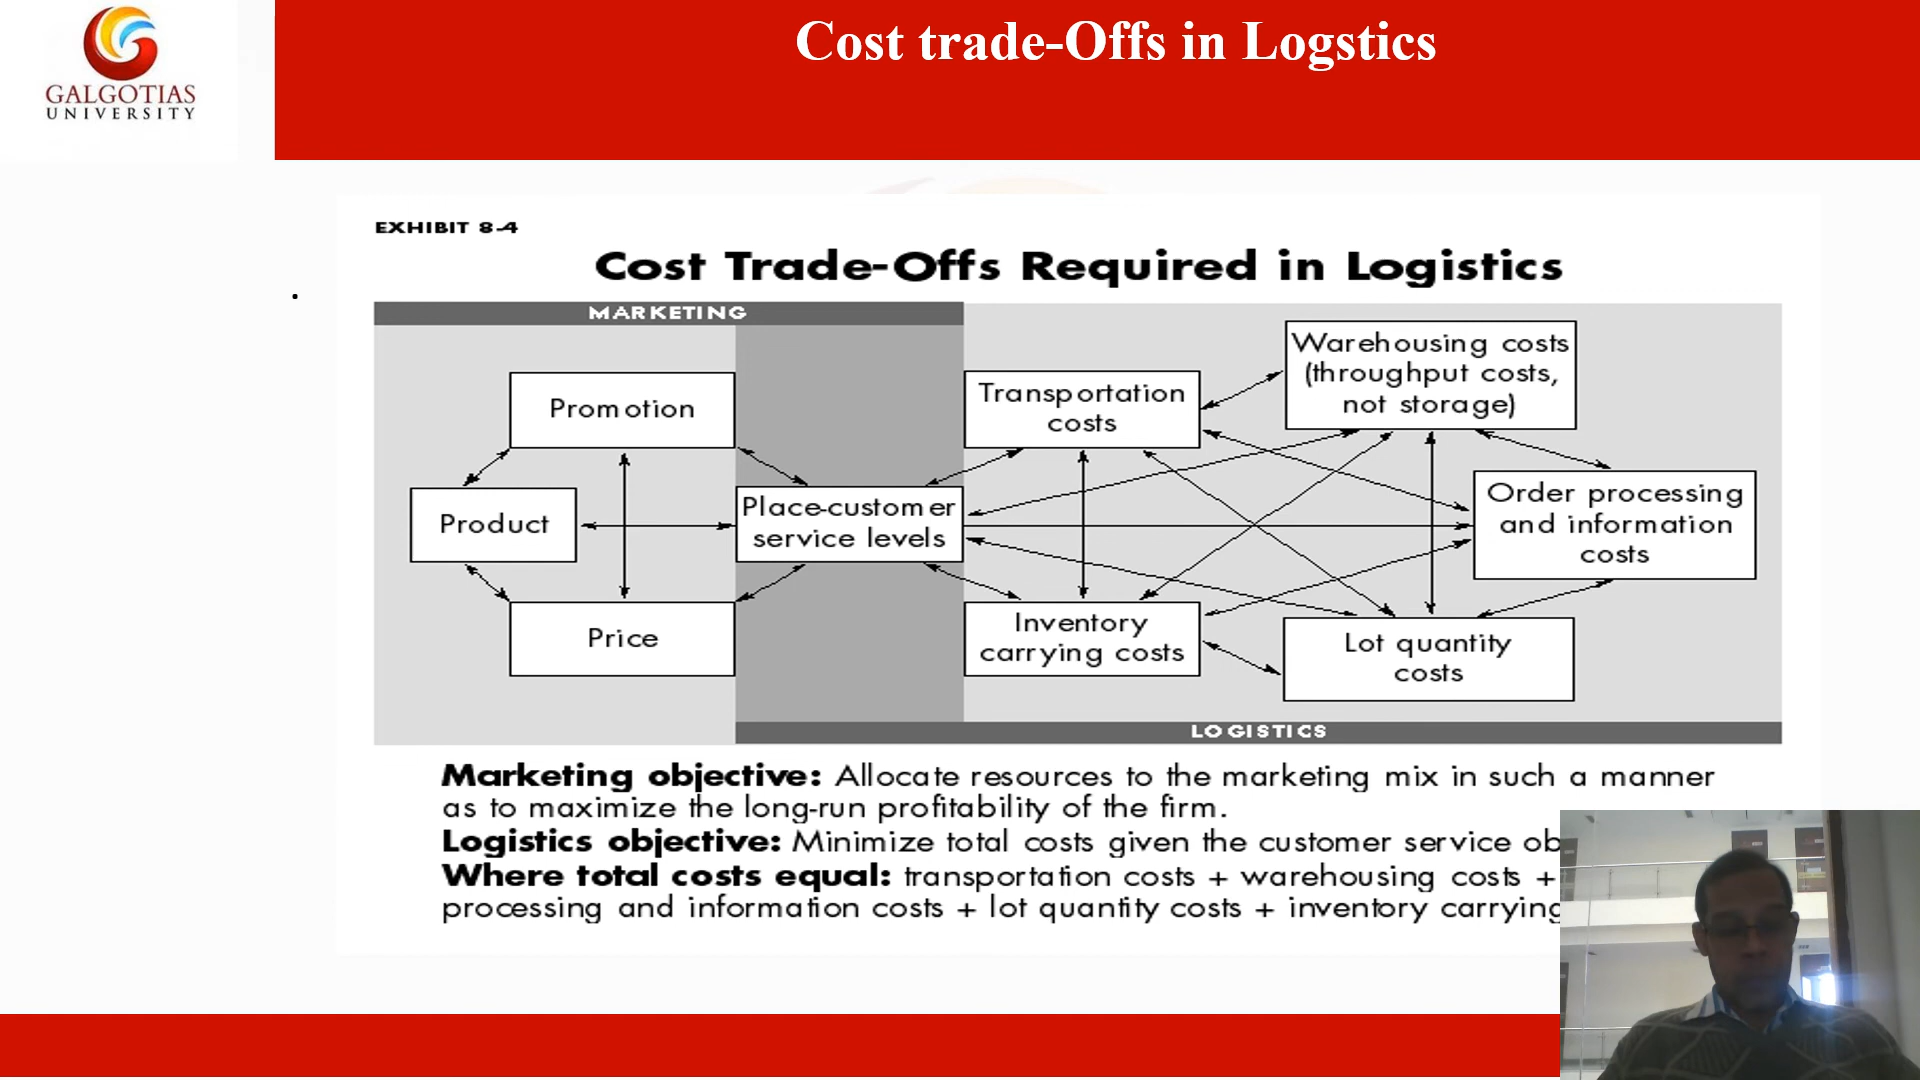 GALGOTIAS
UNIVERSITY
Cost trade-Offs in Logstics
EXHIBIT 8-4
Cost Trade-Offs Required in Logistics
MARKETING
Promotion
Product
Price
Place-customer
service levels
Transportation
costs
Warehousing costs
(throughput costs,
not storage)
Order processing
and information
costs
Inventory
carrying costs
Lot quantity
costs
LOGISTICS
Marketing objective: Allocate resources to the marketing mix in such a manner
as to maximize the long-run profitability of the firm.
Logistics objective: Minimize total costs given the customer service ob
Where total costs equal: transportation costs + warehousing costs +
processing and information costs + lot quantity costs + inventory carrying